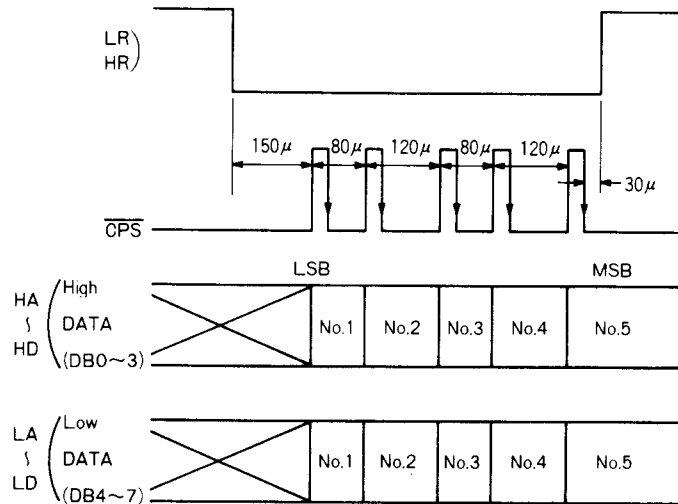 LR
HR
150μ 80μ 120μ 80μ 120μ
30μ
CPS
LSB MSB
HA ~ HD
High
DATA
(DB0~3)
No.1 No.2 No.3 No.4 No.5
LA ~ LD
Low
DATA
(DB4~7)
No.1 No.2 No.3 No.4 No.5